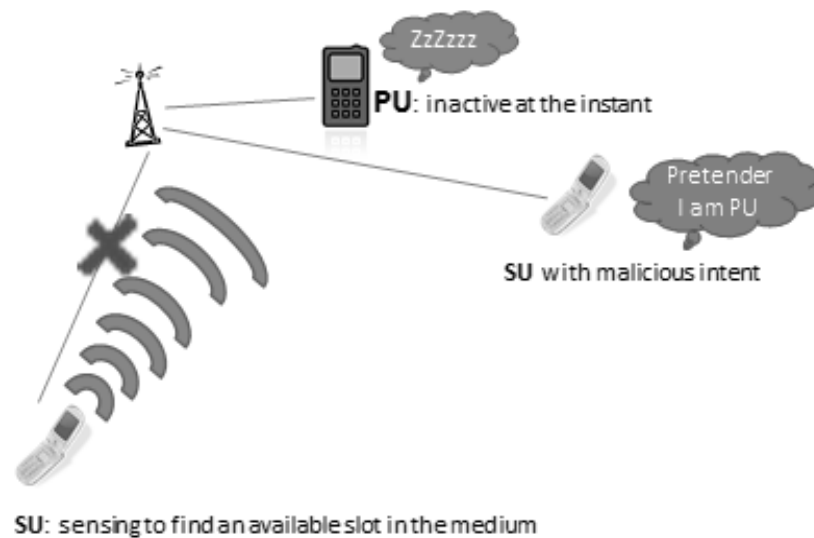 ZzZzzz
PU: inactive at the instant
Pretender
I am PU
SU with malicious intent
SU: sensing to find an available slot in the medium